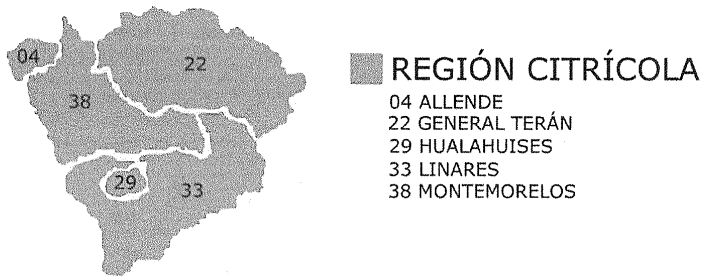 04
22
38
29
33
REGIÓN CITRÍCOLA
04 ALLENDE
22 GENERAL TERÁN
29 HUALAHUISES
33 LINARES
38 MONTEMORELOS